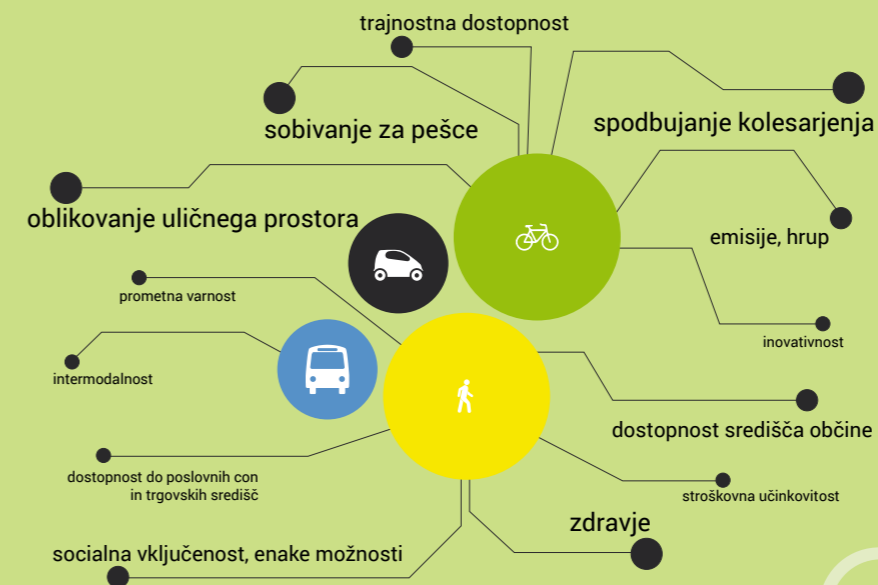 trajnostna dostopnost
sobivanje za pešce
spodbujanje kolesarjenja
oblikovanje uličnega prostora
emisije, hrup
prometna varnost
inovativnost
intermodalnost
dostopnost središča občine
dostopnost do poslovnih con
in trgovskih središč
stroškovna učinkovitost
zdravje
socialna vključenost, enake možnosti